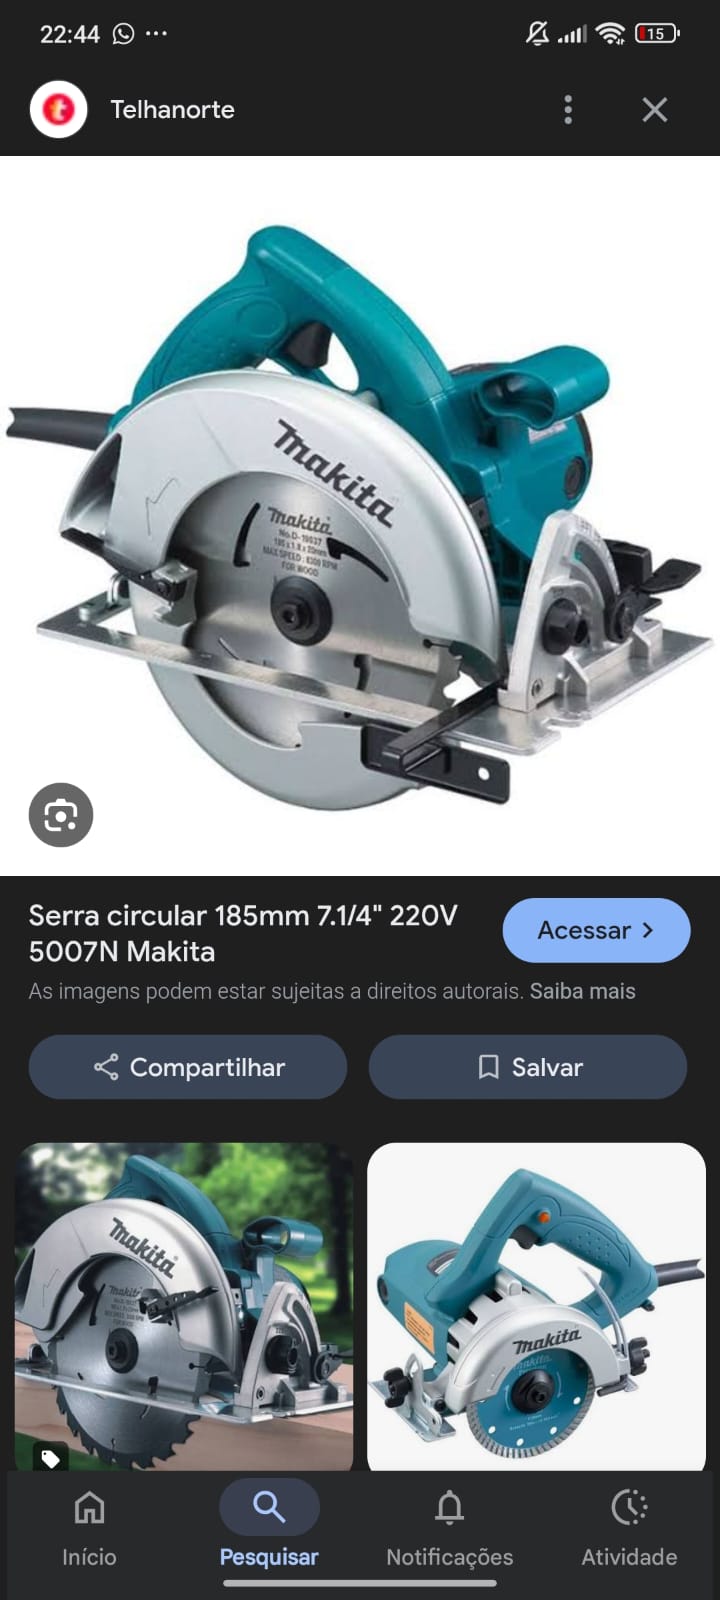 22:44
15
Telhanorte
makita
makita
No.D-19037
185 x 1.8 x 20mm
MAX SPEED : 8300 RPM
FOR WOOD
Serra circular 185mm 7.1/4" 220V
5007N Makita
Acessar
As imagens podem estar sujeitas a direitos autorais. Saiba mais
Compartilhar
Salvar
makita
makita
makita
makita
Início
Pesquisar
Notificações
Atividade